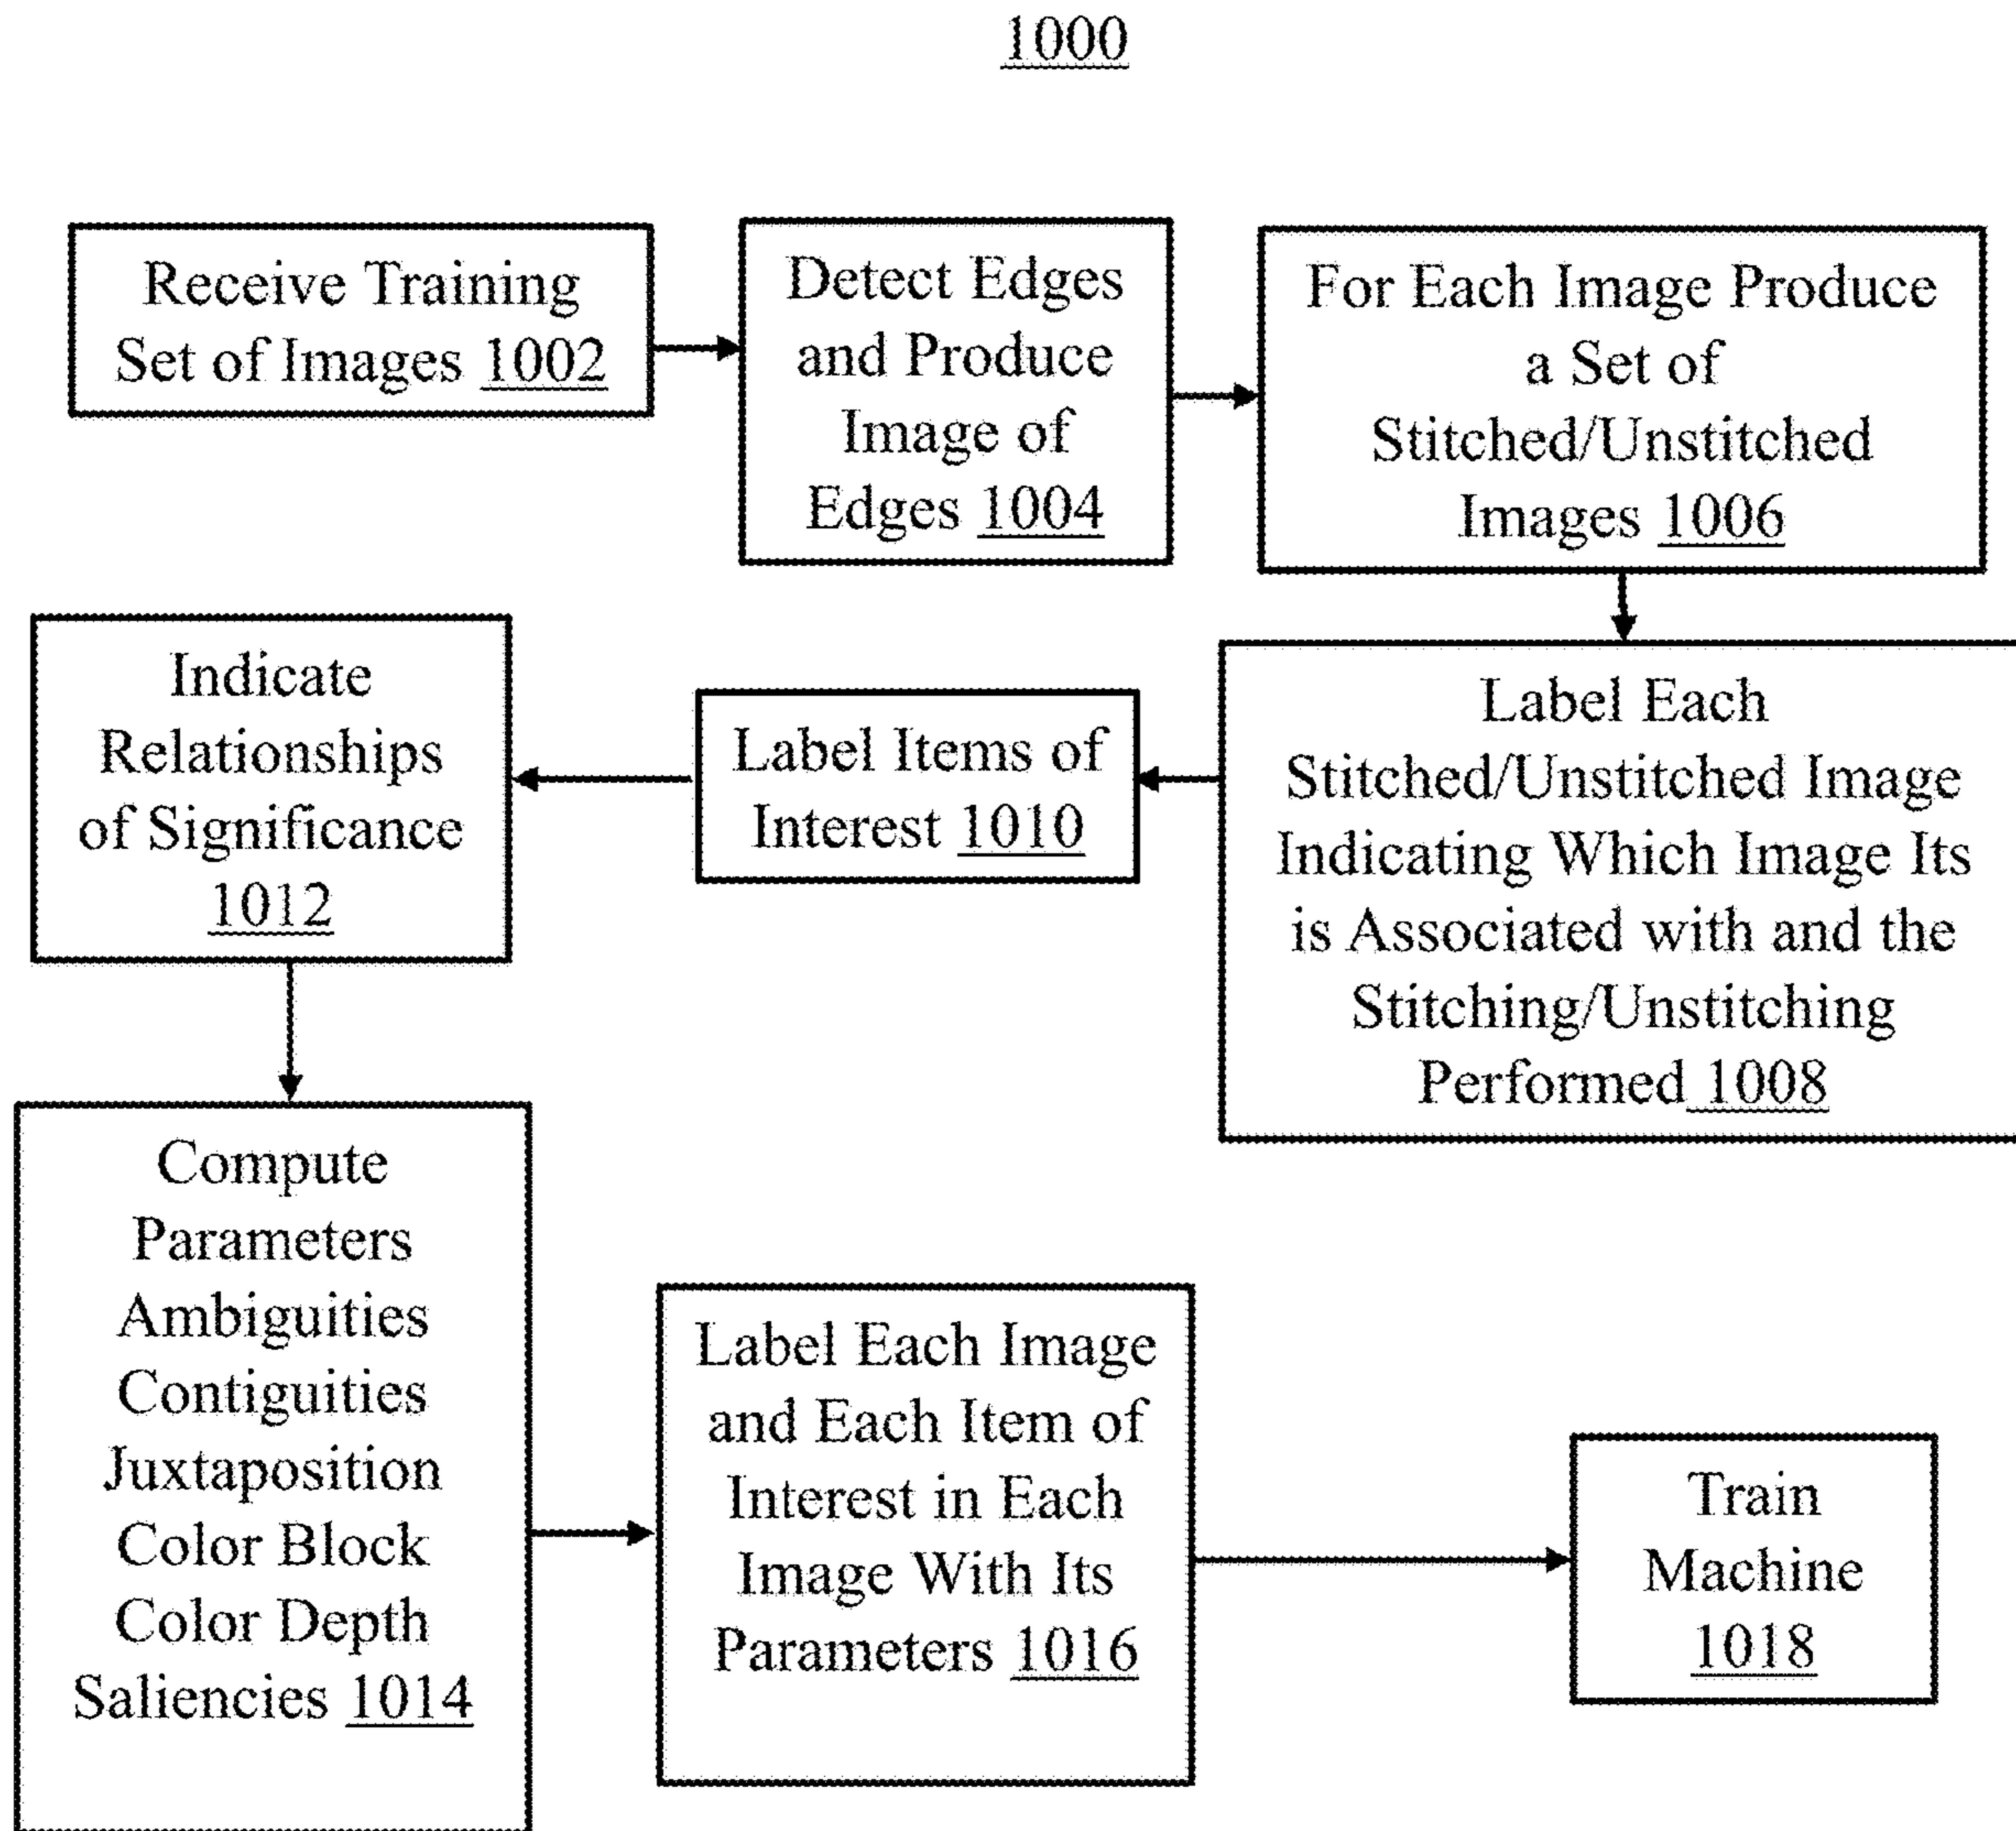 1000
Receive Training
Set of Images 1002
Detect Edges
and Produce
Image of
Edges 1004
For Each Image Produce
a Set of
Stitched/Unstitched
Images 1006
Label Each
Stitched/Unstitched Image
Indicating Which Image Its
is Associated with and the
Stitching/Unstitching
Performed 1008
Label Items of
Interest 1010
Indicate
Relationships
of Significance
1012
Compute
Parameters
Ambiguities
Contiguities
Juxtaposition
Color Block
Color Depth
Saliencies 1014
Label Each Image
and Each Item of
Interest in Each
Image With Its
Parameters 1016
Train
Machine
1018